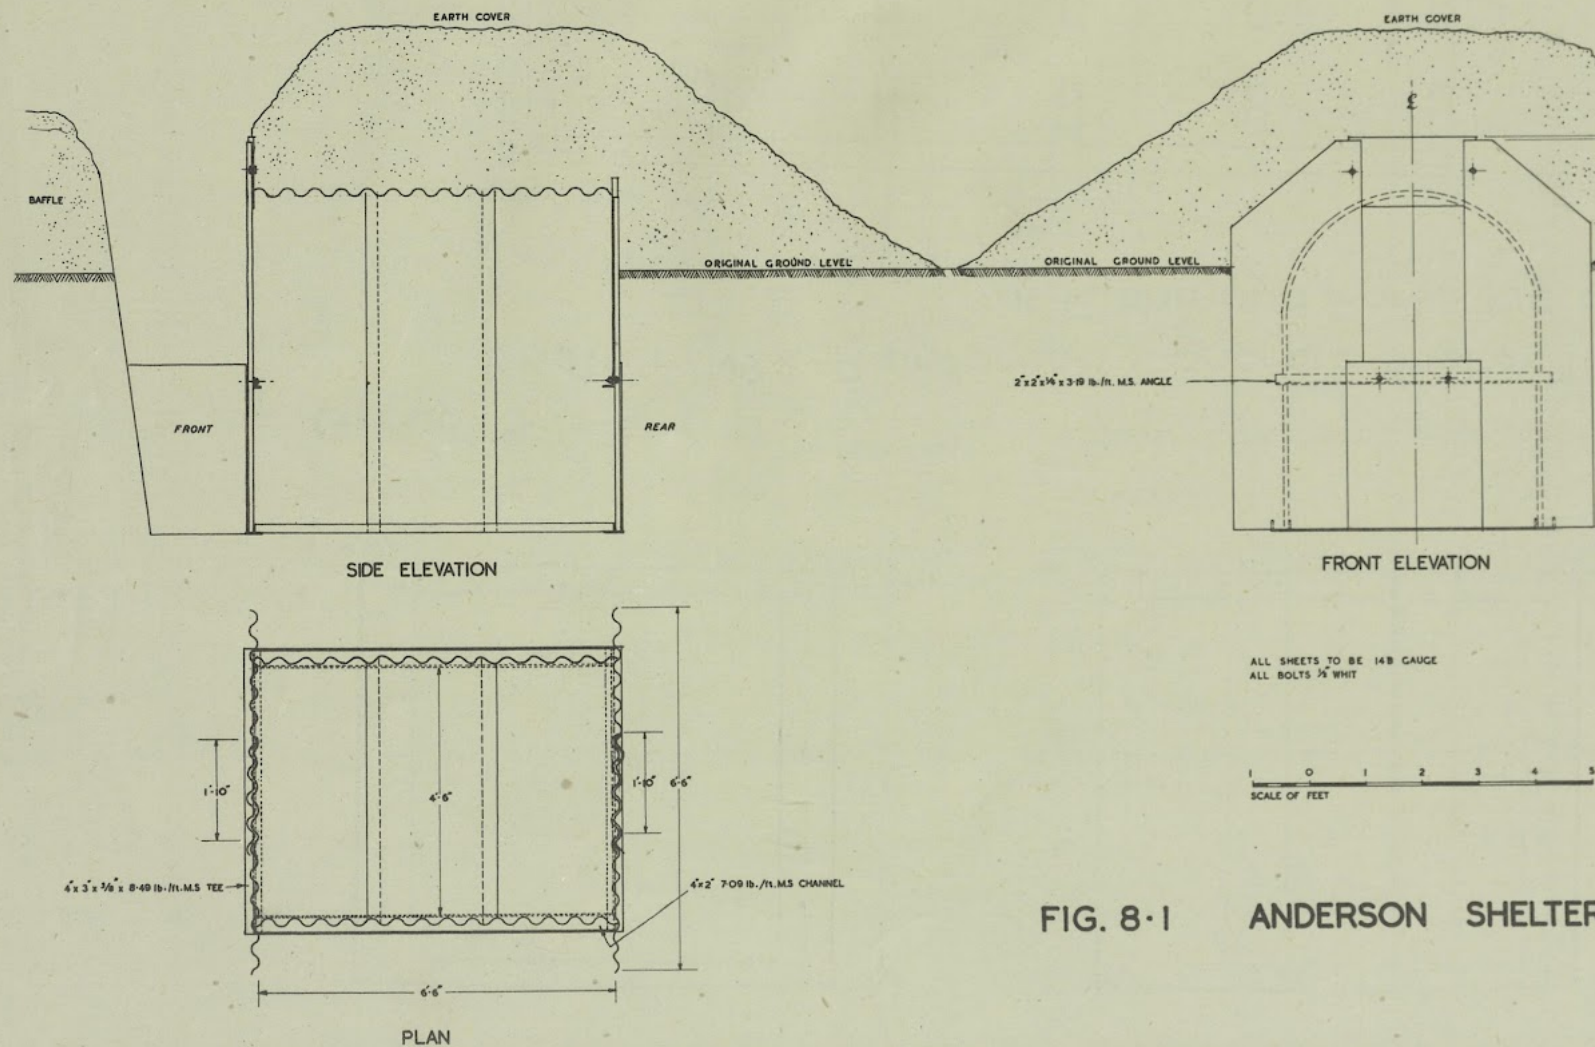 EARTH COVER
BAFFLE
ORIGINAL GROUND LEVEL
FRONT
REAR
SIDE ELEVATION
EARTH COVER
℄
ORIGINAL GROUND LEVEL
2"x2"x¼"x 3·19 lb./ft. M.S. ANGLE
FRONT ELEVATION
1'-10"
4'-6"
1'-10"
6'-6"
4"x 3"x 3/8"x 8·49 lb./ft. M.S TEE
4"x2" 7·09 lb./ft. M.S CHANNEL
6'-6"
PLAN
ALL SHEETS TO BE 14B GAUGE
ALL BOLTS ½" WHIT
1 0 1 2 3 4 5
SCALE OF FEET
FIG. 8·1 ANDERSON SHELTER